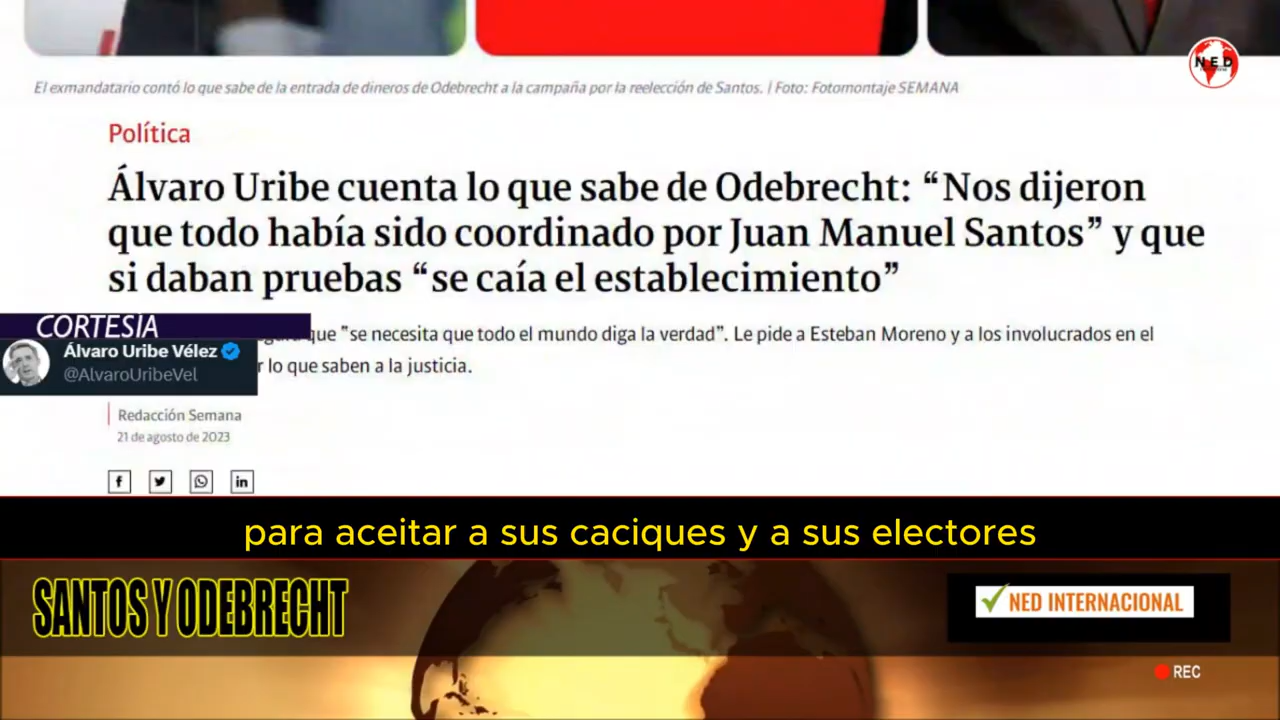 NED
El exmandatario contó lo que sabe de la entrada de dineros de Odebrecht a la campaña por la reelección de Santos. | Foto: Fotomontaje SEMANA
Política
Álvaro Uribe cuenta lo que sabe de Odebrecht: “Nos dijeron
que todo había sido coordinado por Juan Manuel Santos” y que
si daban pruebas “se caía el establecimiento”
CORTESÍA
que "se necesita que todo el mundo diga la verdad". Le pide a Esteban Moreno y a los involucrados en el
Álvaro Uribe Vélez
@AlvaroUribeVel
r lo que saben a la justicia.
Redacción Semana
21 de agosto de 2023
para aceitar a sus caciques y a sus electores
SANTOS Y ODEBRECHT
NED INTERNACIONAL
REC